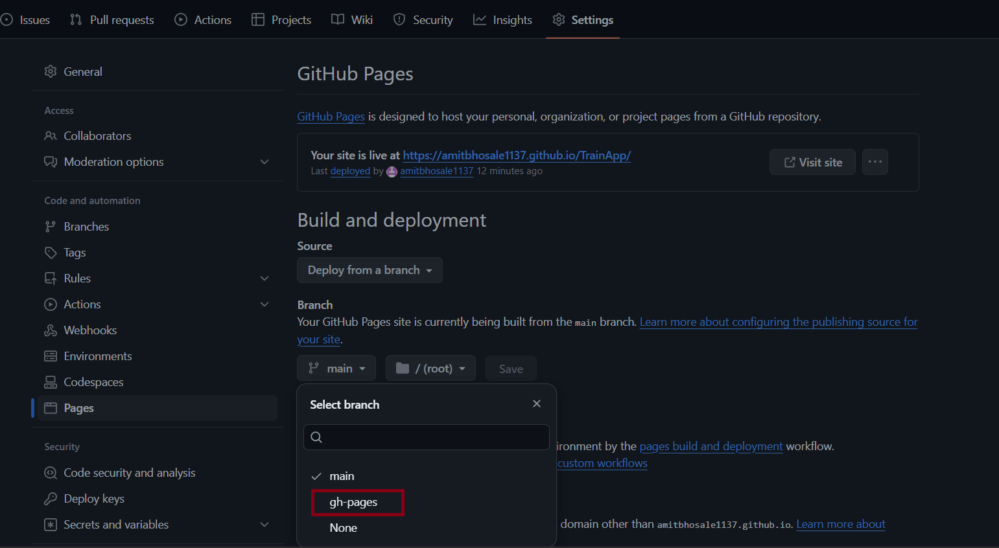 Issues Pull requests Actions Projects Wiki Security Insights Settings
General
Access
Collaborators
Moderation options
Code and automation
Branches
Tags
Rules
Actions
Webhooks
Environments
Codespaces
Pages
Security
Code security and analysis
Deploy keys
Secrets and variables
GitHub Pages
GitHub Pages is designed to host your personal, organization, or project pages from a GitHub repository.
Your site is live at https://amitbhosale1137.github.io/TrainApp/
Last deployed by amitbhosale1137 12 minutes ago
Visit site
Build and deployment
Source
Deploy from a branch
Branch
Your GitHub Pages site is currently being built from the main branch. Learn more about configuring the publishing source for
your site.
main / (root) Save
Select branch
ironment by the pages build and deployment workflow.
custom workflows
main
gh-pages
None
domain other than amitbhosale1137.github.io. Learn more about